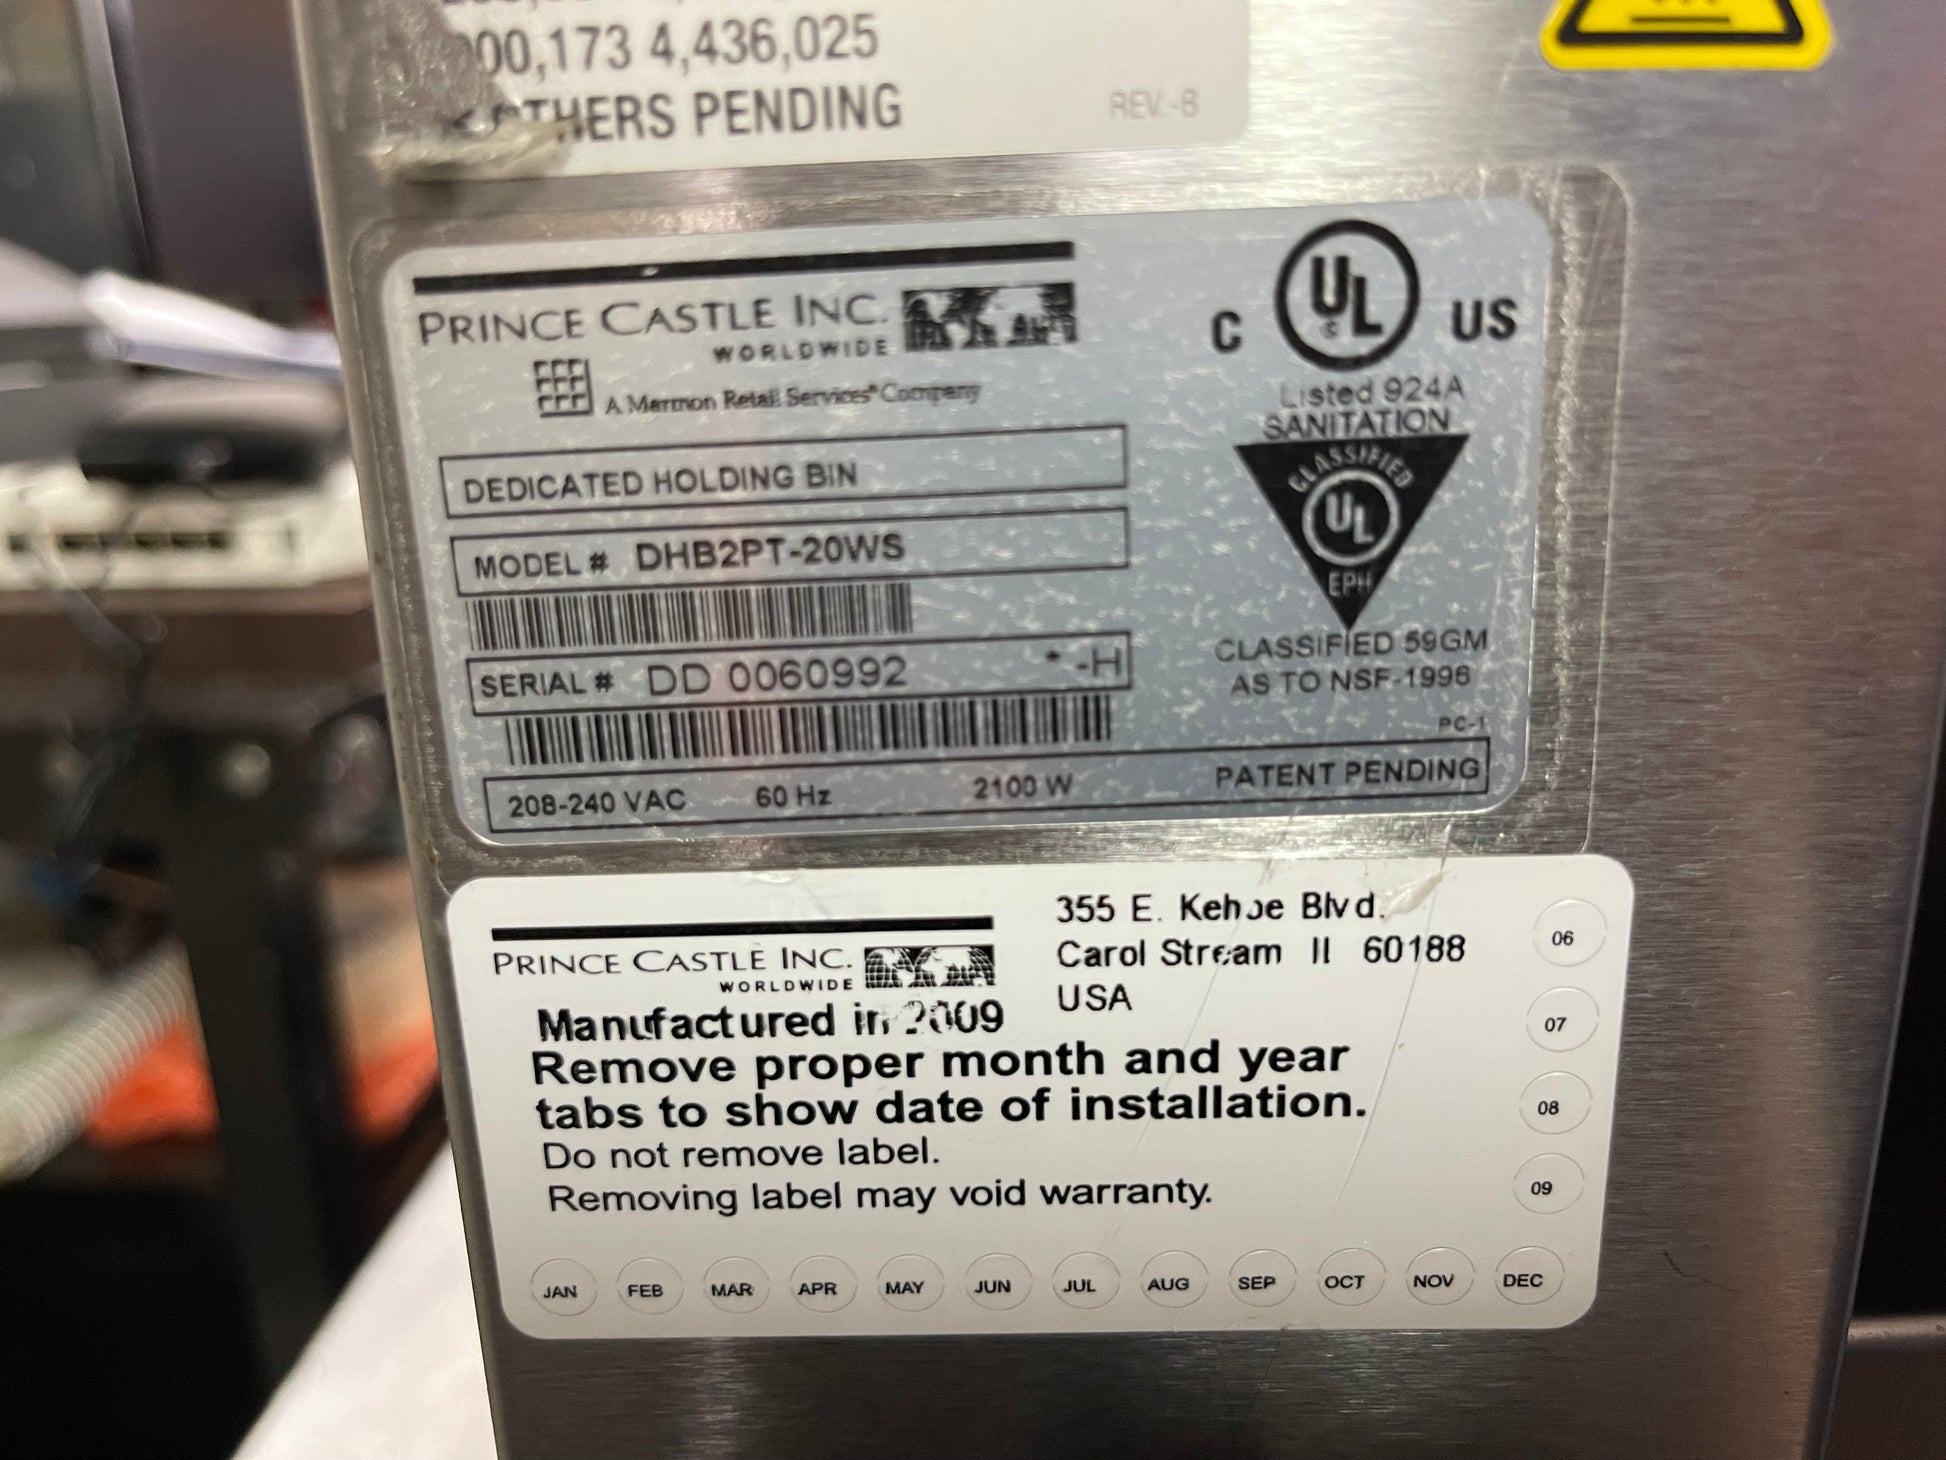 00,173 4,436,025
OTHERS PENDING
REV.-B
PRINCE CASTLE INC.
WORLDWIDE
A Marmon Retail Services® Company
C UL US
Listed 924A
SANITATION
CLASSIFIED
UL
EPH
CLASSIFIED 59GM
AS TO NSF-1996
PC-1
DEDICATED HOLDING BIN
MODEL # DHB2PT-20WS
SERIAL # DD 0060992 * -H
208-240 VAC 60 Hz 2100 W PATENT PENDING
PRINCE CASTLE INC.
WORLDWIDE
355 E. Kehoe Blvd.
Carol Stream Il 60188
USA
Manufactured in 2009
Remove proper month and year
tabs to show date of installation.
Do not remove label.
Removing label may void warranty.
06
07
08
09
JAN FEB MAR APR MAY JUN JUL AUG SEP OCT NOV DEC